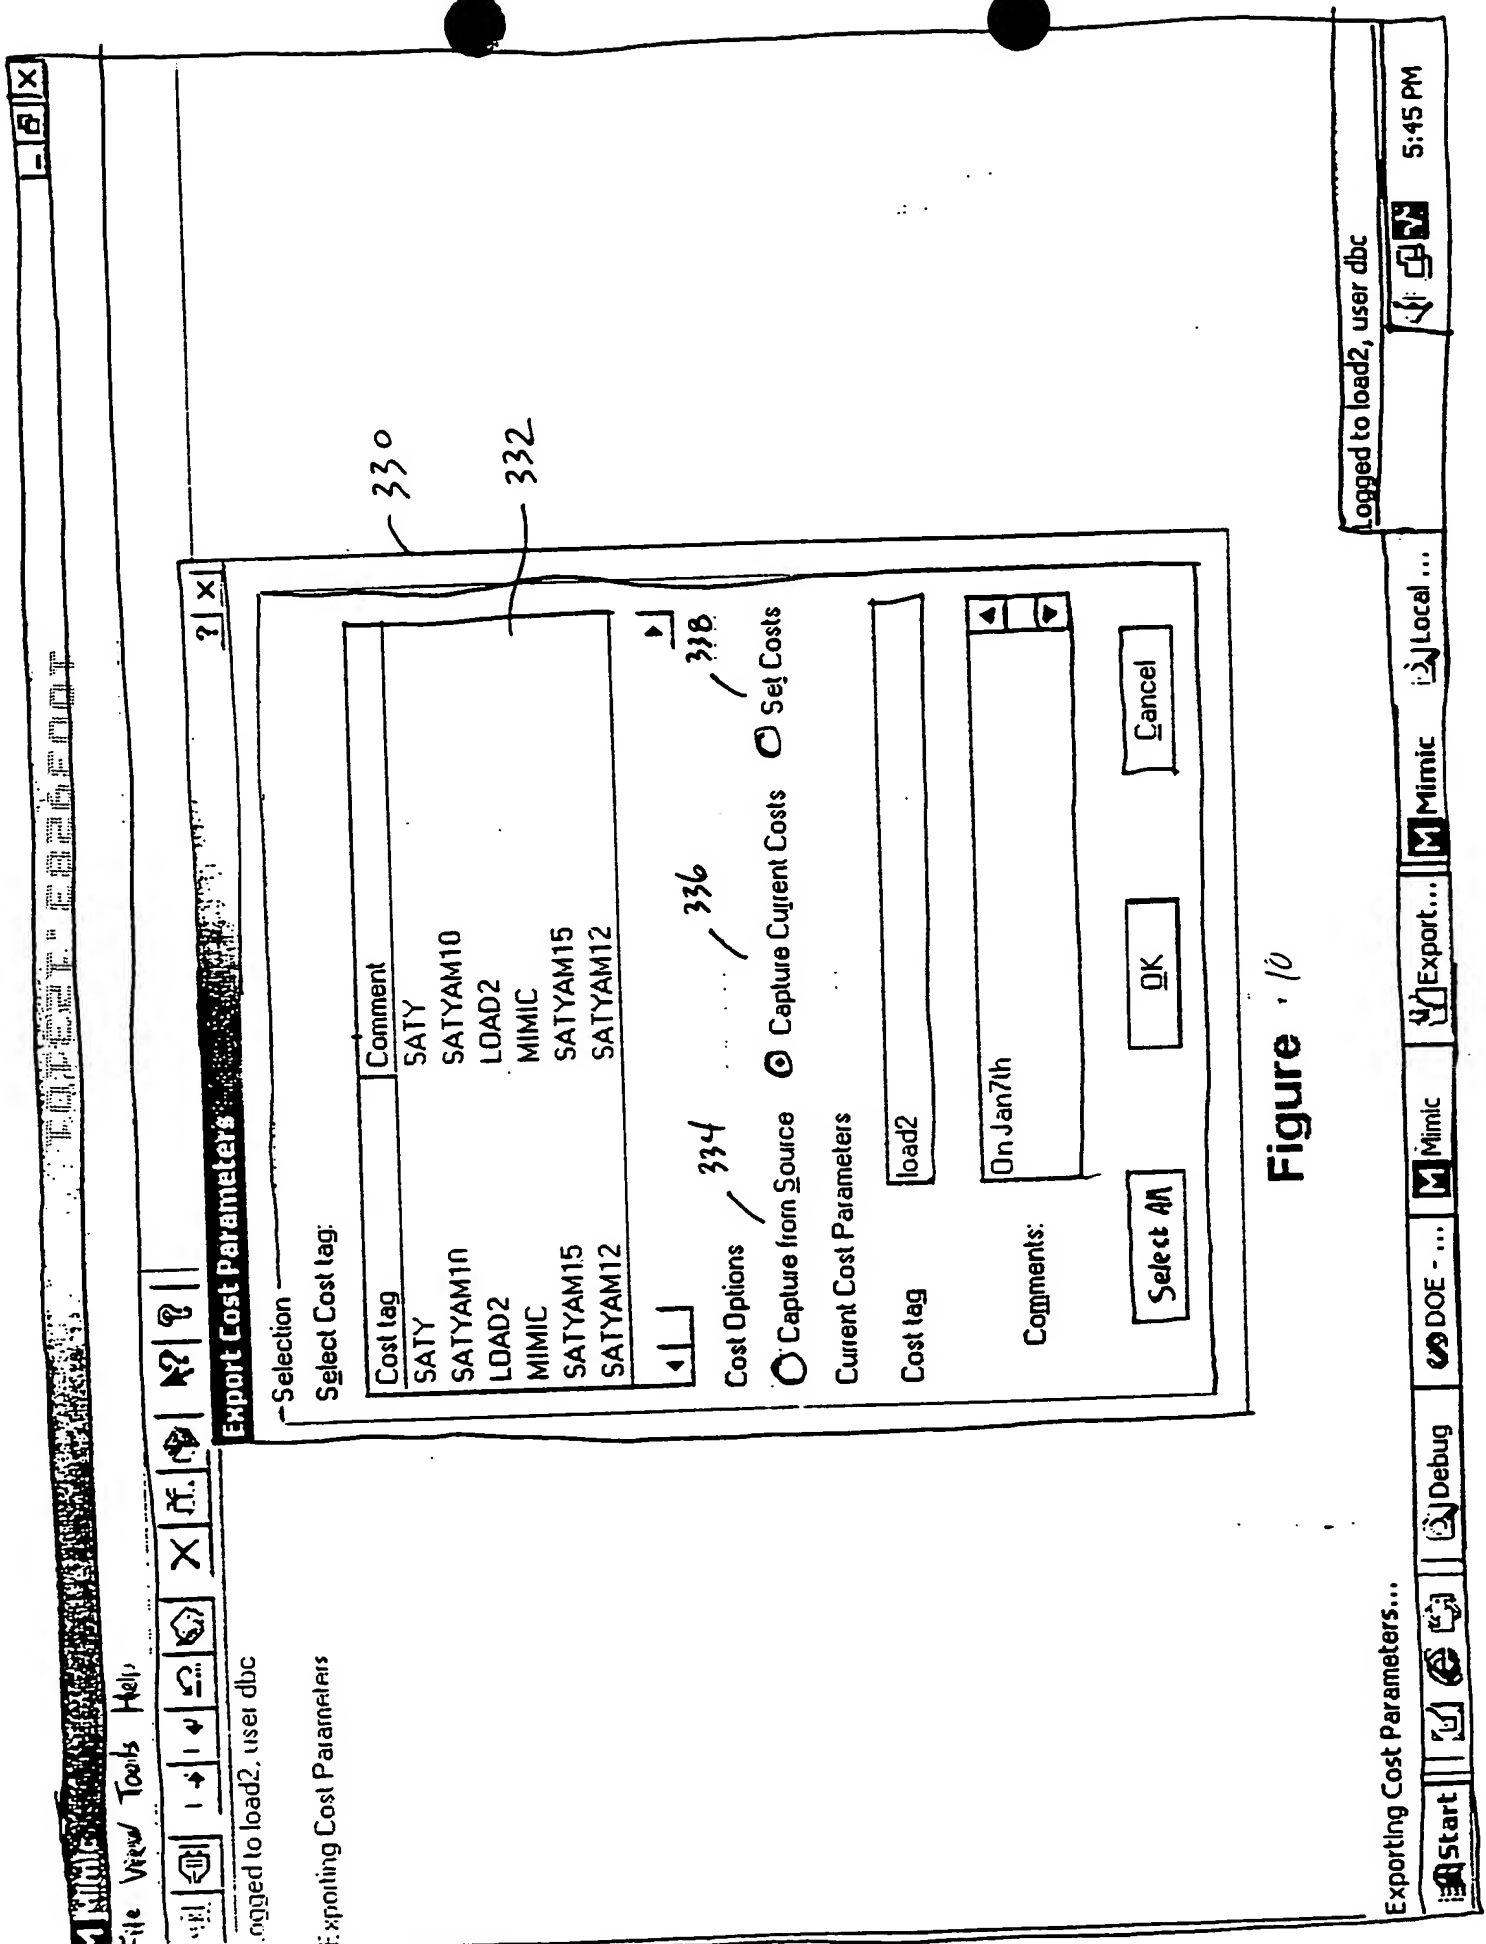 M Mimic
File View Tools Help
Logged to load2, user dbc
Exporting Cost Parameters
Export Cost Parameters
? X
Selection
Select Cost tag:
Cost tag Comment
SATY SATY
SATYAM10 SATYAM10
LOAD2 LOAD2
MIMIC MIMIC
SATYAM15 SATYAM15
SATYAM12 SATYAM12
330
332
334
336
338
Cost Options
Capture from Source Capture Current Costs Set Costs
Current Cost Parameters
Cost tag load2
Comments: On Jan7th
Select All OK Cancel
Figure 10
Exporting Cost Parameters... Logged to load2, user dbc
Start Debug DOE - ... M Mimic Export... M Mimic Local ... 5:45 PM